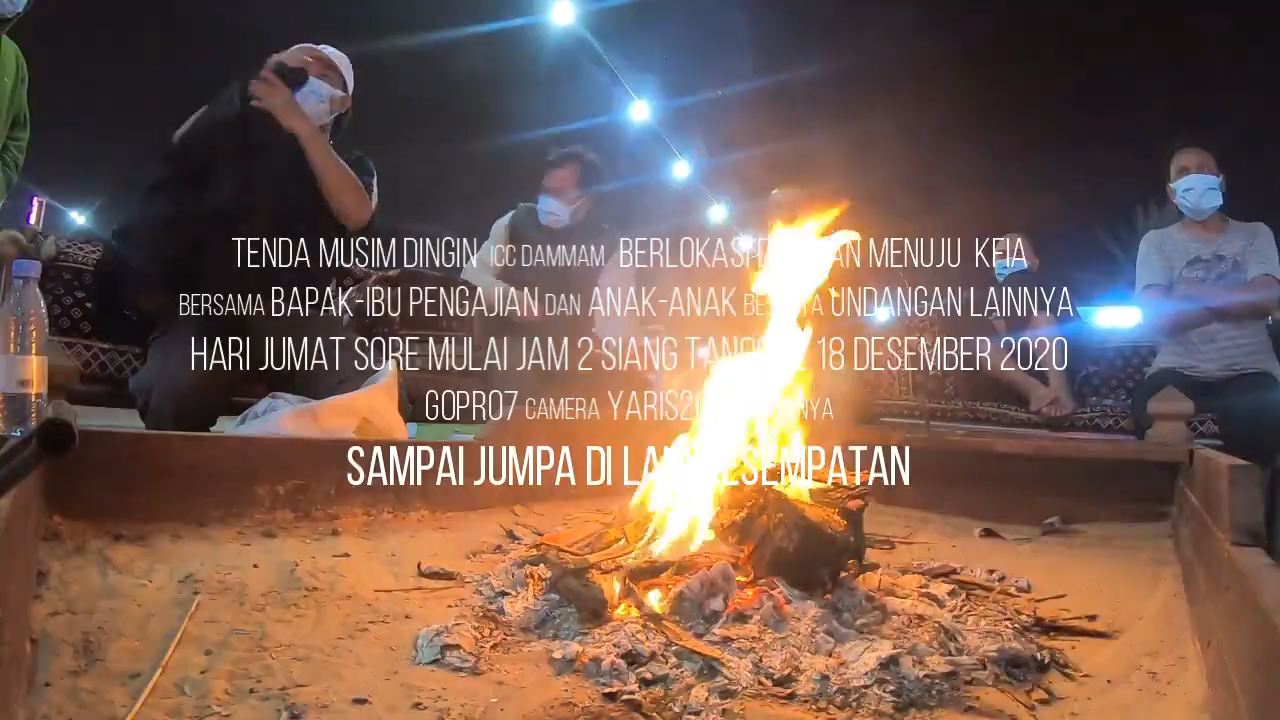 TENDA MUSIM DINGIN ICC DAMMAM. BERLOKASI MENUJU KFIA
BERSAMA BAPAK-IBU PENGAJIAN DAN ANAK-ANAK UNDANGAN LAINNYA
HARI JUMAT SORE MULAI JAM 2 SIANG 18 DESEMBER 2020
GOPRO7 CAMERA
SAMPAI JUMPA DI